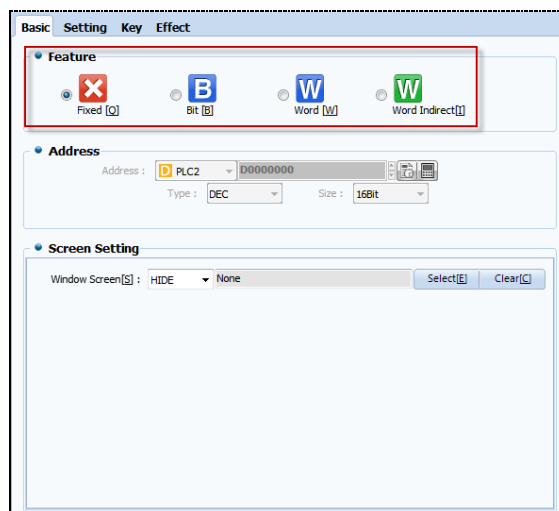 Basic Setting Key Effect
Feature
B W W
Fixed [Q] Bit [B] Word [W] Word Indirect[I]
Address
Address : D PLC2 D0000000
Type : DEC Size : 16Bit
Screen Setting
Window Screen[S] : HIDE None Select[E] Clear[C]